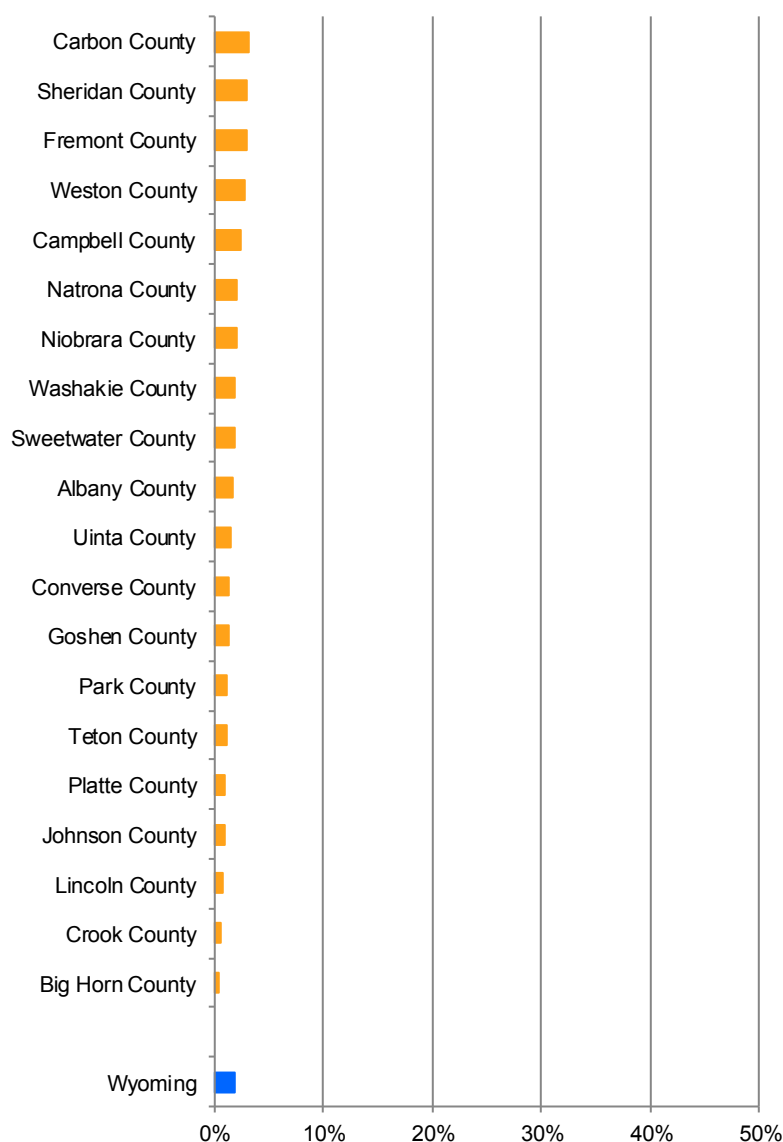 Carbon County
Sheridan County
Fremont County
Weston County
Campbell County
Natrona County
Niobrara County
Washakie County
Sweetwater County
Albany County
Uinta County
Converse County
Goshen County
Park County
Teton County
Platte County
Johnson County
Lincoln County
Crook County
Big Horn County
Wyoming
0% 10% 20% 30% 40% 50%